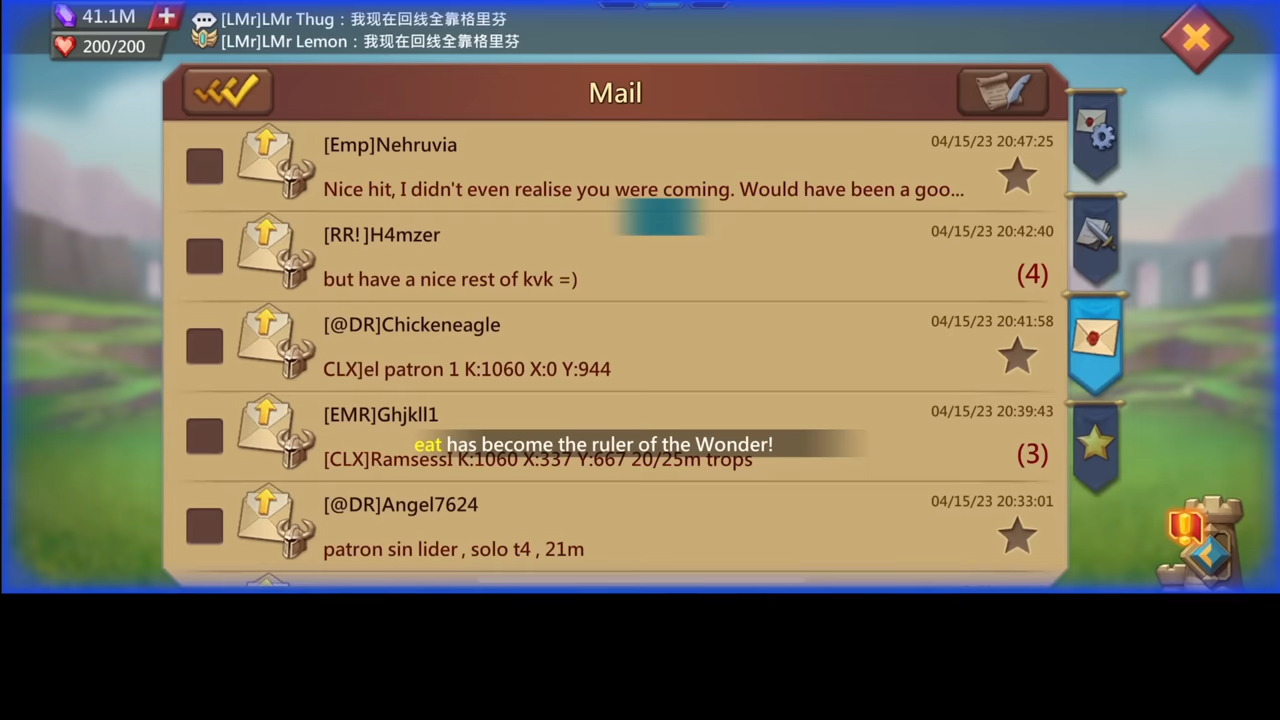 41.1M
200/200
[LMr]LMr Thug : 我现在回线全靠格里芬
[LMr]LMr Lemon : 我现在回线全靠格里芬
Mail
[Emp]Nehruvia
04/15/23 20:47:25
Nice hit, I didn't even realise you were coming. Would have been a goo...
[RR!]H4mzer
04/15/23 20:42:40
but have a nice rest of kvk =)
(4)
[@DR]Chickeneagle
04/15/23 20:41:58
CLX]el patron 1 K:1060 X:0 Y:944
[EMR]Ghjkll1
04/15/23 20:39:43
eat has become the ruler of the Wonder!
[CLX]RamsessI K:1060 X:337 Y:667 20/25m trops
(3)
[@DR]Angel7624
04/15/23 20:33:01
patron sin lider , solo t4 , 21m